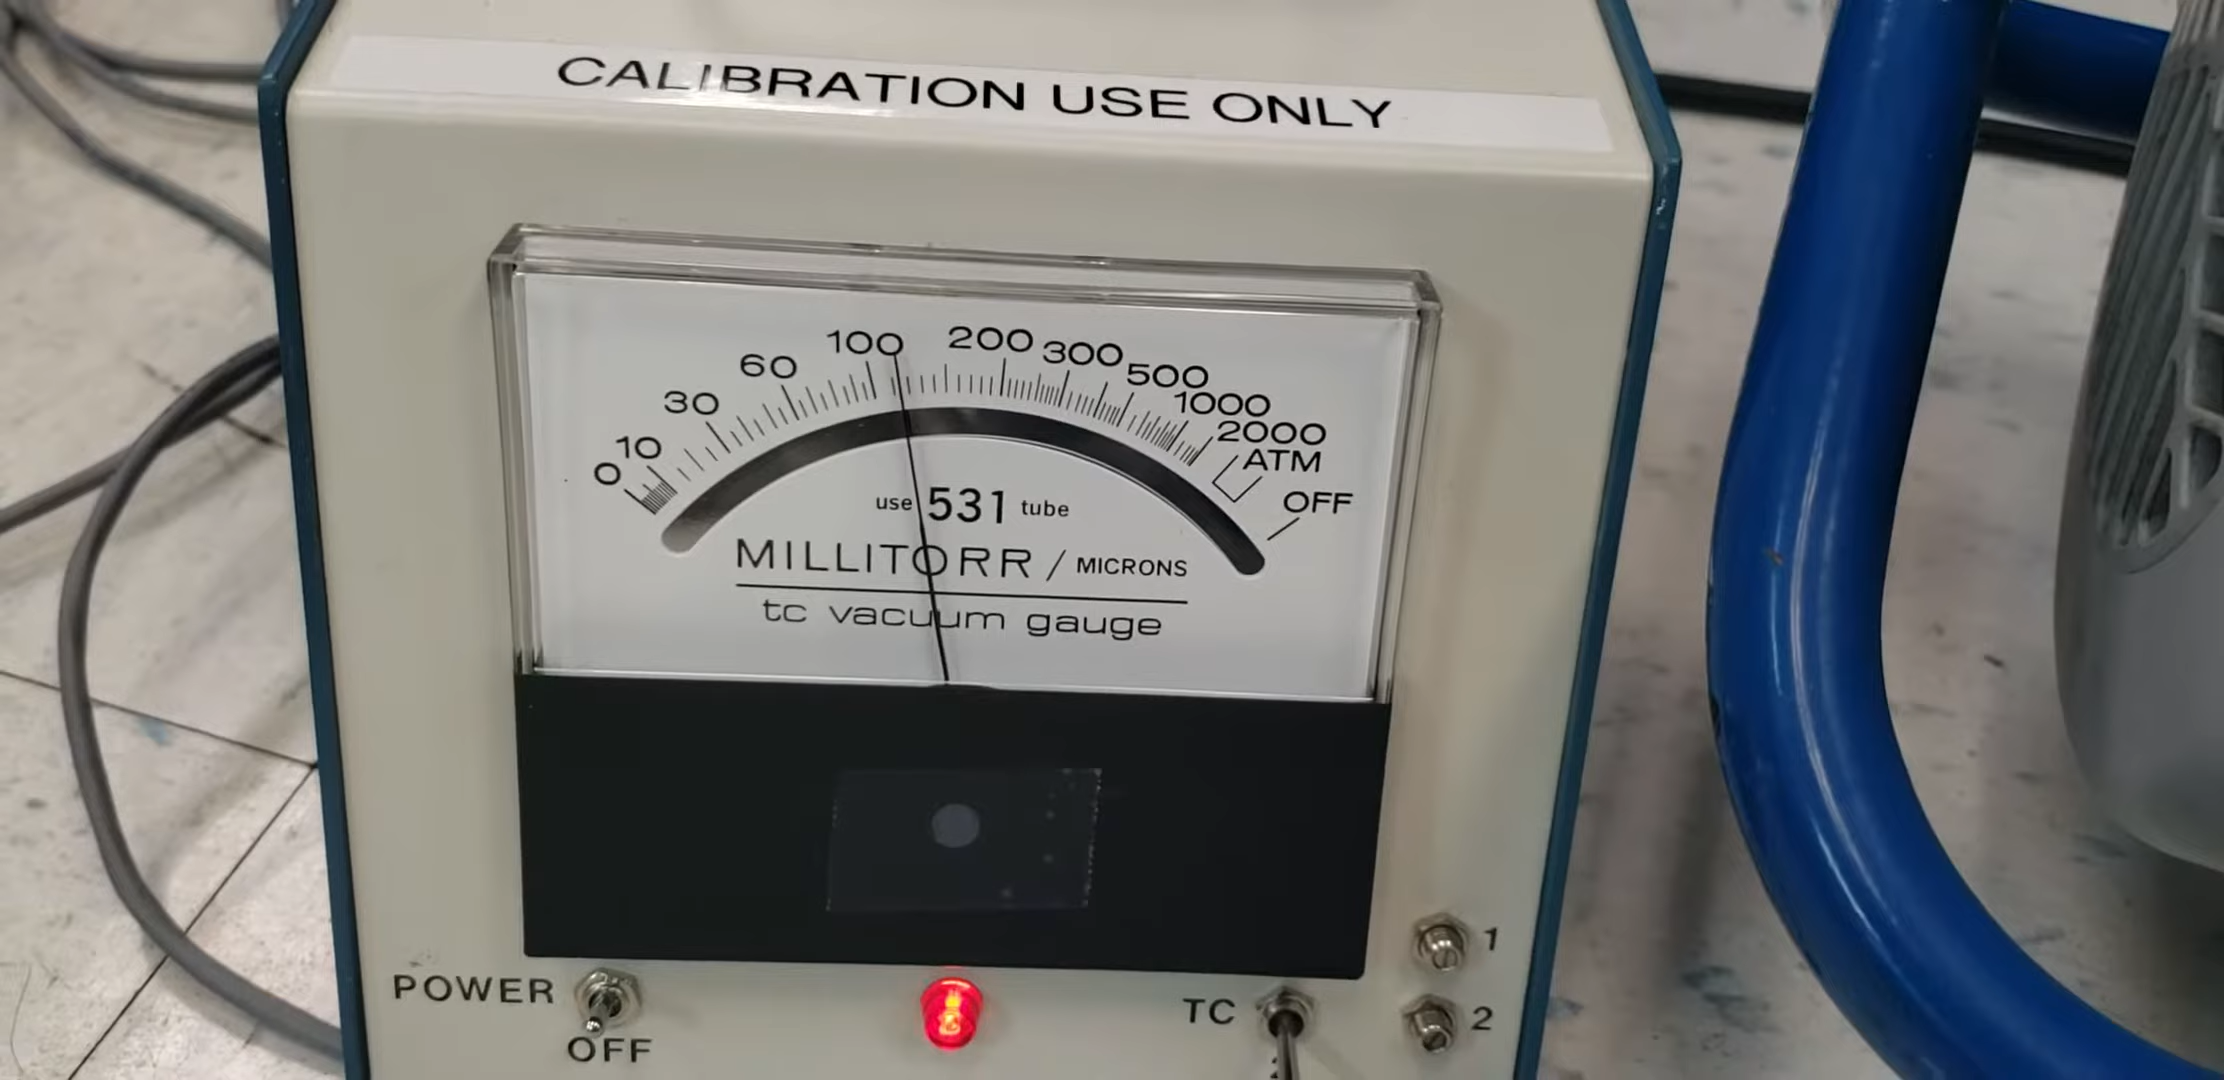 CALIBRATION USE ONLY
0 10 30 60 100 200 300 500 1000 2000 ATM OFF
use 531 tube
MILLITORR / MICRONS
tc vacuum gauge
POWER
OFF
TC
1
2